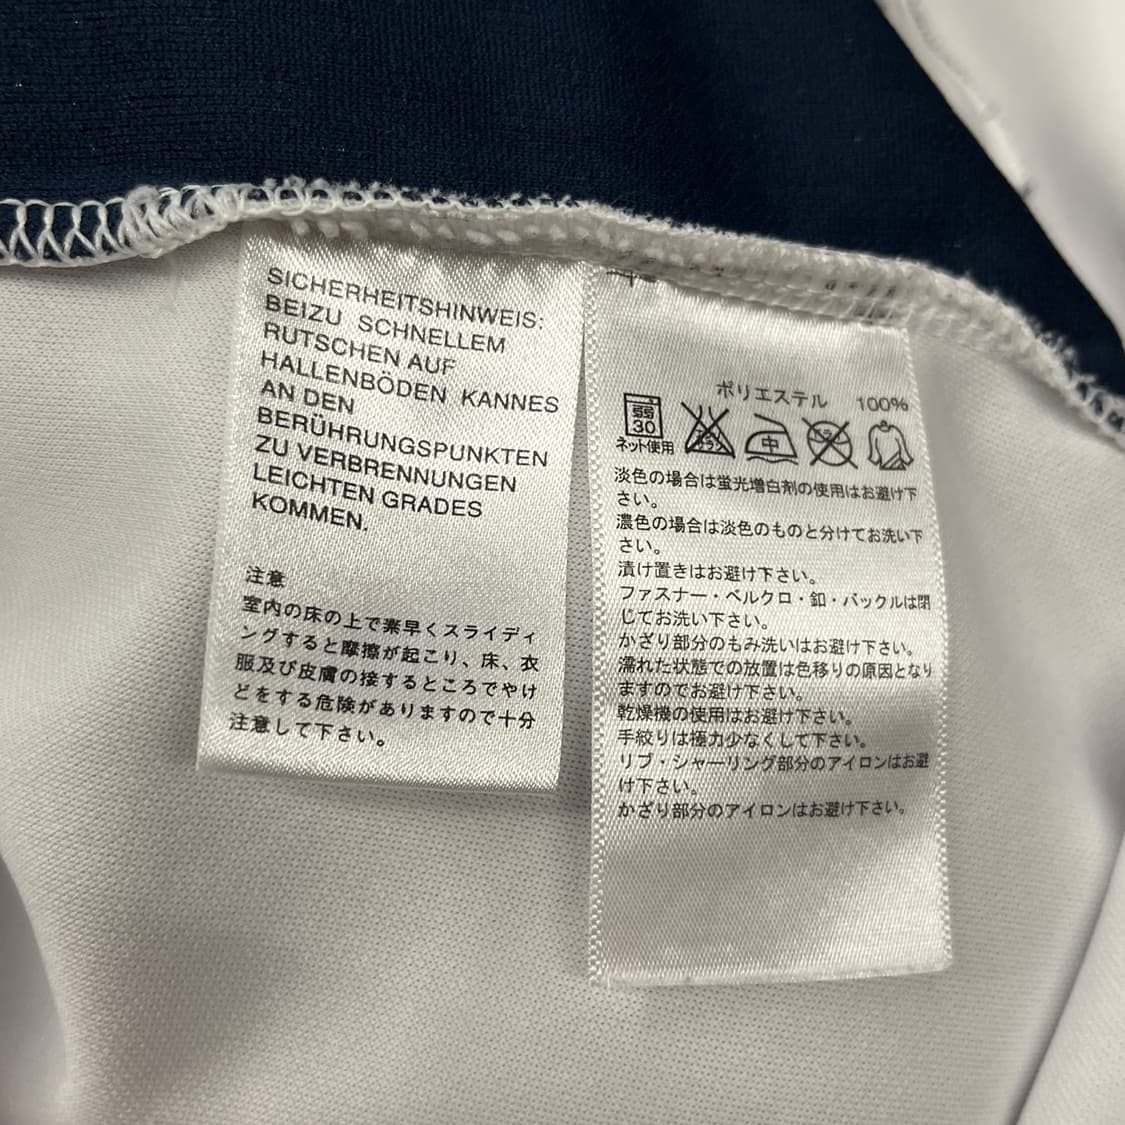 SICHERHEITSHINWEIS:
BEIZU SCHNELLEM
RUTSCHEN AUF
HALLENBÖDEN KANNES
AN DEN
BERÜHRUNGSPUNKTEN
ZU VERBRENNUNGEN
LEICHTEN GRADES
KOMMEN.
注意
室内の床の上で素早くスライディ
ングすると摩擦が起こり、床、衣
服及び皮膚の接するところでやけ
どをする危険がありますので十分
注意して下さい。
ポリエステル 100%
弱
30
ネット使用
エンソ
サラシ
中
ドライ
淡色の場合は蛍光増白剤の使用はお避け下
さい。
濃色の場合は淡色のものと分けてお洗い下
さい。
漬け置きはお避け下さい。
ファスナー・ベルクロ・釦・バックルは閉
じてお洗い下さい。
かざり部分のもみ洗いはお避け下さい。
濡れた状態での放置は色移りの原因となり
ますのでお避け下さい。
乾燥機の使用はお避け下さい。
手絞りは極力少なくして下さい。
リブ・シャーリング部分のアイロンはお避
け下さい。
かざり部分のアイロンはお避け下さい。